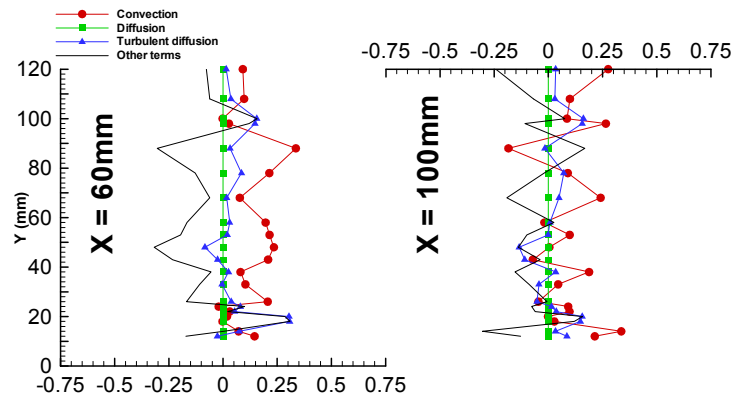 Convection
Diffusion
Turbulent diffusion
Other terms
-0.75 -0.5 -0.25 0 0.25 0.5 0.75
120
100
80
60
40
20
0
Y (mm)
X = 60mm
X = 100mm
-0.75 -0.5 -0.25 0 0.25 0.5 0.75